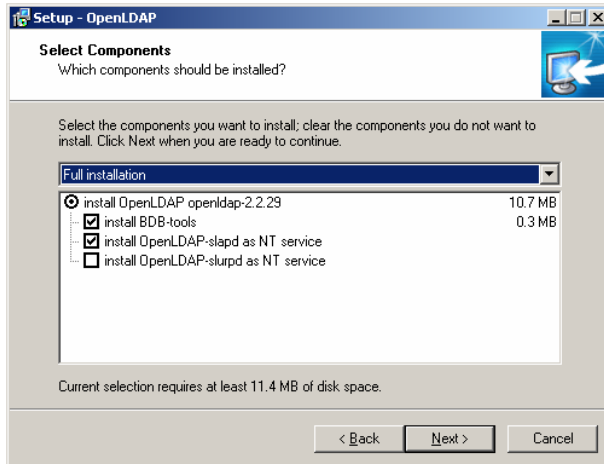 Setup - OpenLDAP
Select Components
Which components should be installed?
Select the components you want to install; clear the components you do not want to
install. Click Next when you are ready to continue.
Full installation
install OpenLDAP openldap-2.2.29 10.7 MB
install BDB-tools 0.3 MB
install OpenLDAP-slapd as NT service
install OpenLDAP-slurpd as NT service
Current selection requires at least 11.4 MB of disk space.
< Back Next > Cancel